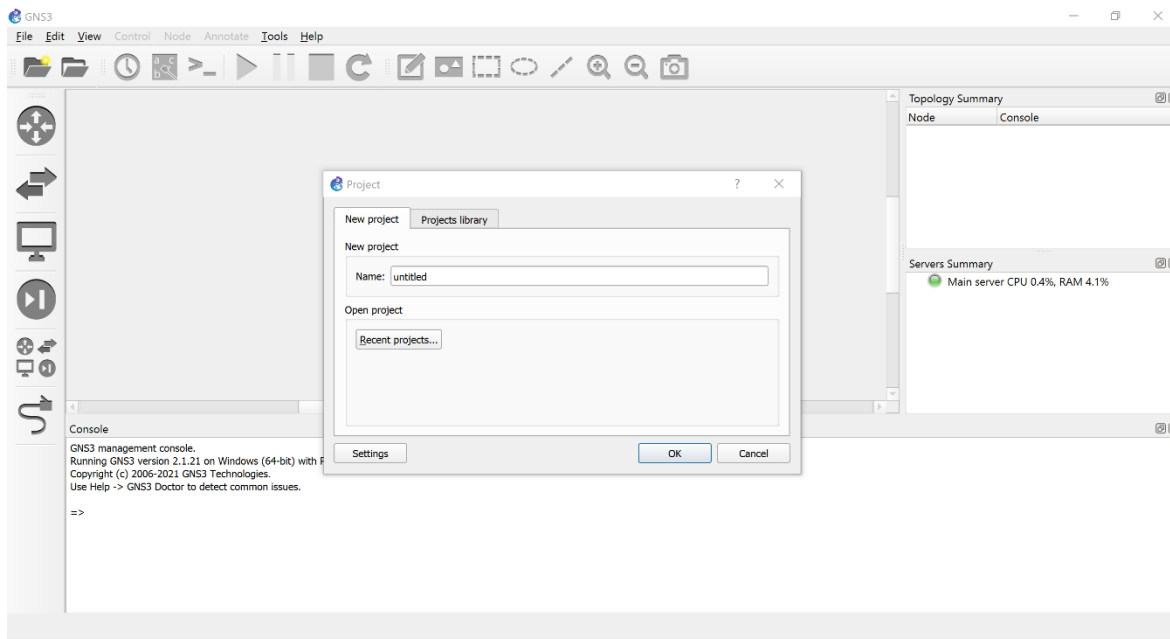 GNS3
File Edit View Control Node Annotate Tools Help
Topology Summary
Node Console
Project
New project Projects library
New project
Name: untitled
Open project
Recent projects...
Settings OK Cancel
Servers Summary
Main server CPU 0.4%, RAM 4.1%
Console
GNS3 management console.
Running GNS3 version 2.1.21 on Windows (64-bit) with
Copyright (c) 2006-2021 GNS3 Technologies.
Use Help -> GNS3 Doctor to detect common issues.
=>